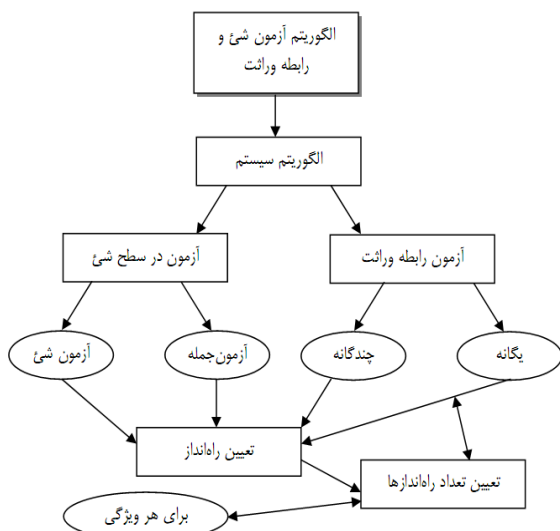 الگوریتم آزمون شئ و
رابطه وراثت
الگوریتم سیستم
آزمون رابطه وراثت
آزمون در سطح شئ
یگانه
چندگانه
آزمون‌جمله
آزمون شئ
تعیین راه‌انداز
تعیین تعداد راه‌اندازها
برای هر ویژگی